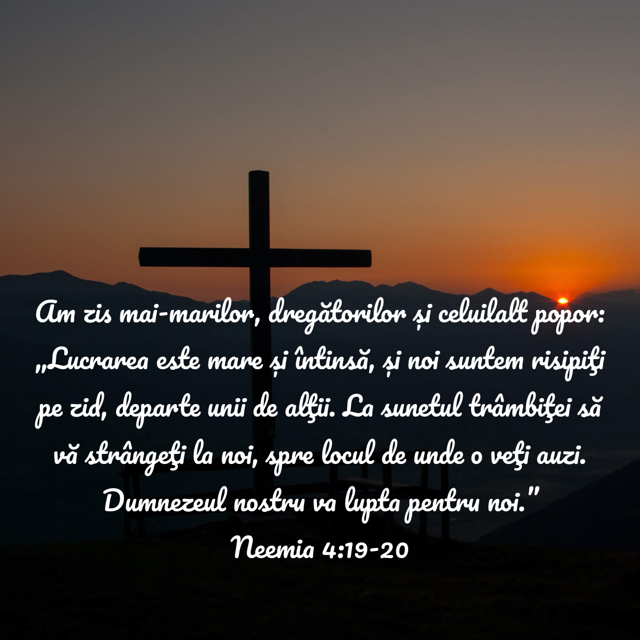 Am zis mai-marilor, dregătorilor și celuilalt popor:
„Lucrarea este mare și întinsă, și noi suntem risipiţi
pe zid, departe unii de alţii. La sunetul trâmbiţei să
vă strângeţi la noi, spre locul de unde o veţi auzi.
Dumnezeul nostru va lupta pentru noi.”
Neemia 4:19-20